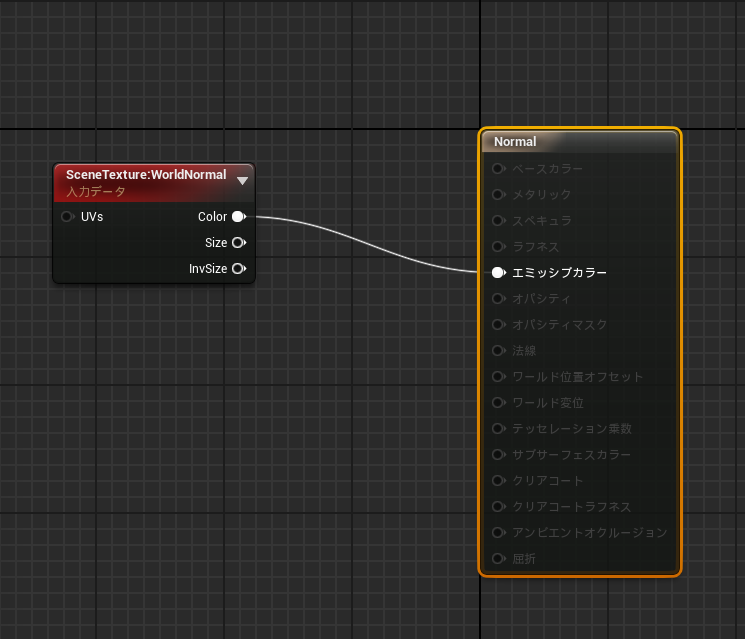 SceneTexture:WorldNormal
入力データ
UVs
Color
Size
InvSize
Normal
ベースカラー
メタリック
スペキュラ
ラフネス
エミッシブカラー
オパシティ
オパシティマスク
法線
ワールド位置オフセット
ワールド変位
テッセレーション乗数
サブサーフェスカラー
クリアコート
クリアコートラフネス
アンビエントオクルージョン
屈折